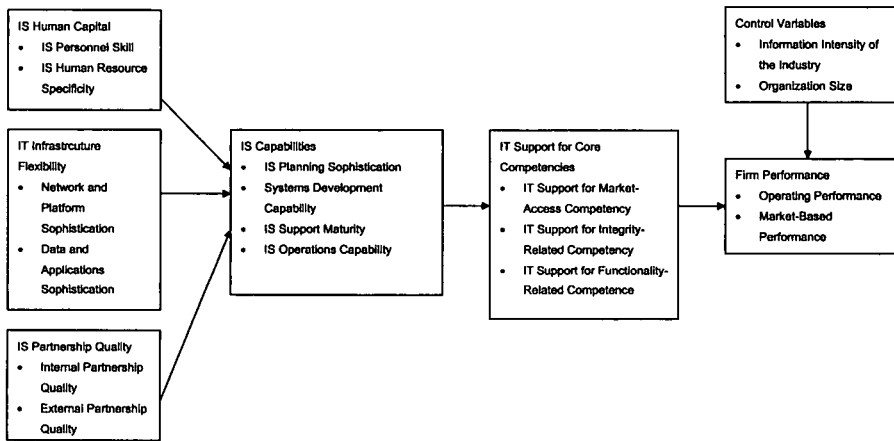 IS Human Capital
• IS Personnel Skill
• IS Human Resource
Specificity
IT Infrastrcuture
Flexibility
• Network and
Platform
Sophistication
• Data and
Applications
Sophistication
IS Partnership Quality
• Internal Partnership
Quality
• External Partnership
Quality
IS Capabilities
• IS Planning Sophistication
• Systems Development
Capability
• IS Support Maturity
• IS Operations Capability
IT Support for Core
Competencies
• IT Support for Market-
Access Competency
• IT Support for Integrity-
Related Competency
• IT Support for Functionality-
Related Competence
Control Variables
• Information Intensity of
the Industry
• Organization Size
Firm Performance
• Operating Performance
• Market-Based
Performance